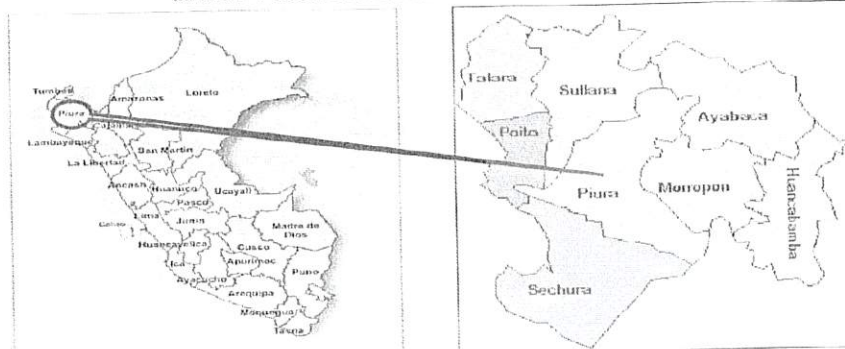 Loreto
Tumbes
Amazonas
Piura
Cajama
Lambayeque
San Martin
La Libertad
Ancash
Huanuco
Ucayali
Pasco
Lima
Junin
Madre de
Dios
Callao
Huancavelica
Cusco
Ica
Apurimac
Puno
Ayacucho
Arequipa
Moquegua
Tacna
Talara
Sullana
Paita
Ayabaca
Piura
Morropon
Huancabamba
Sechura